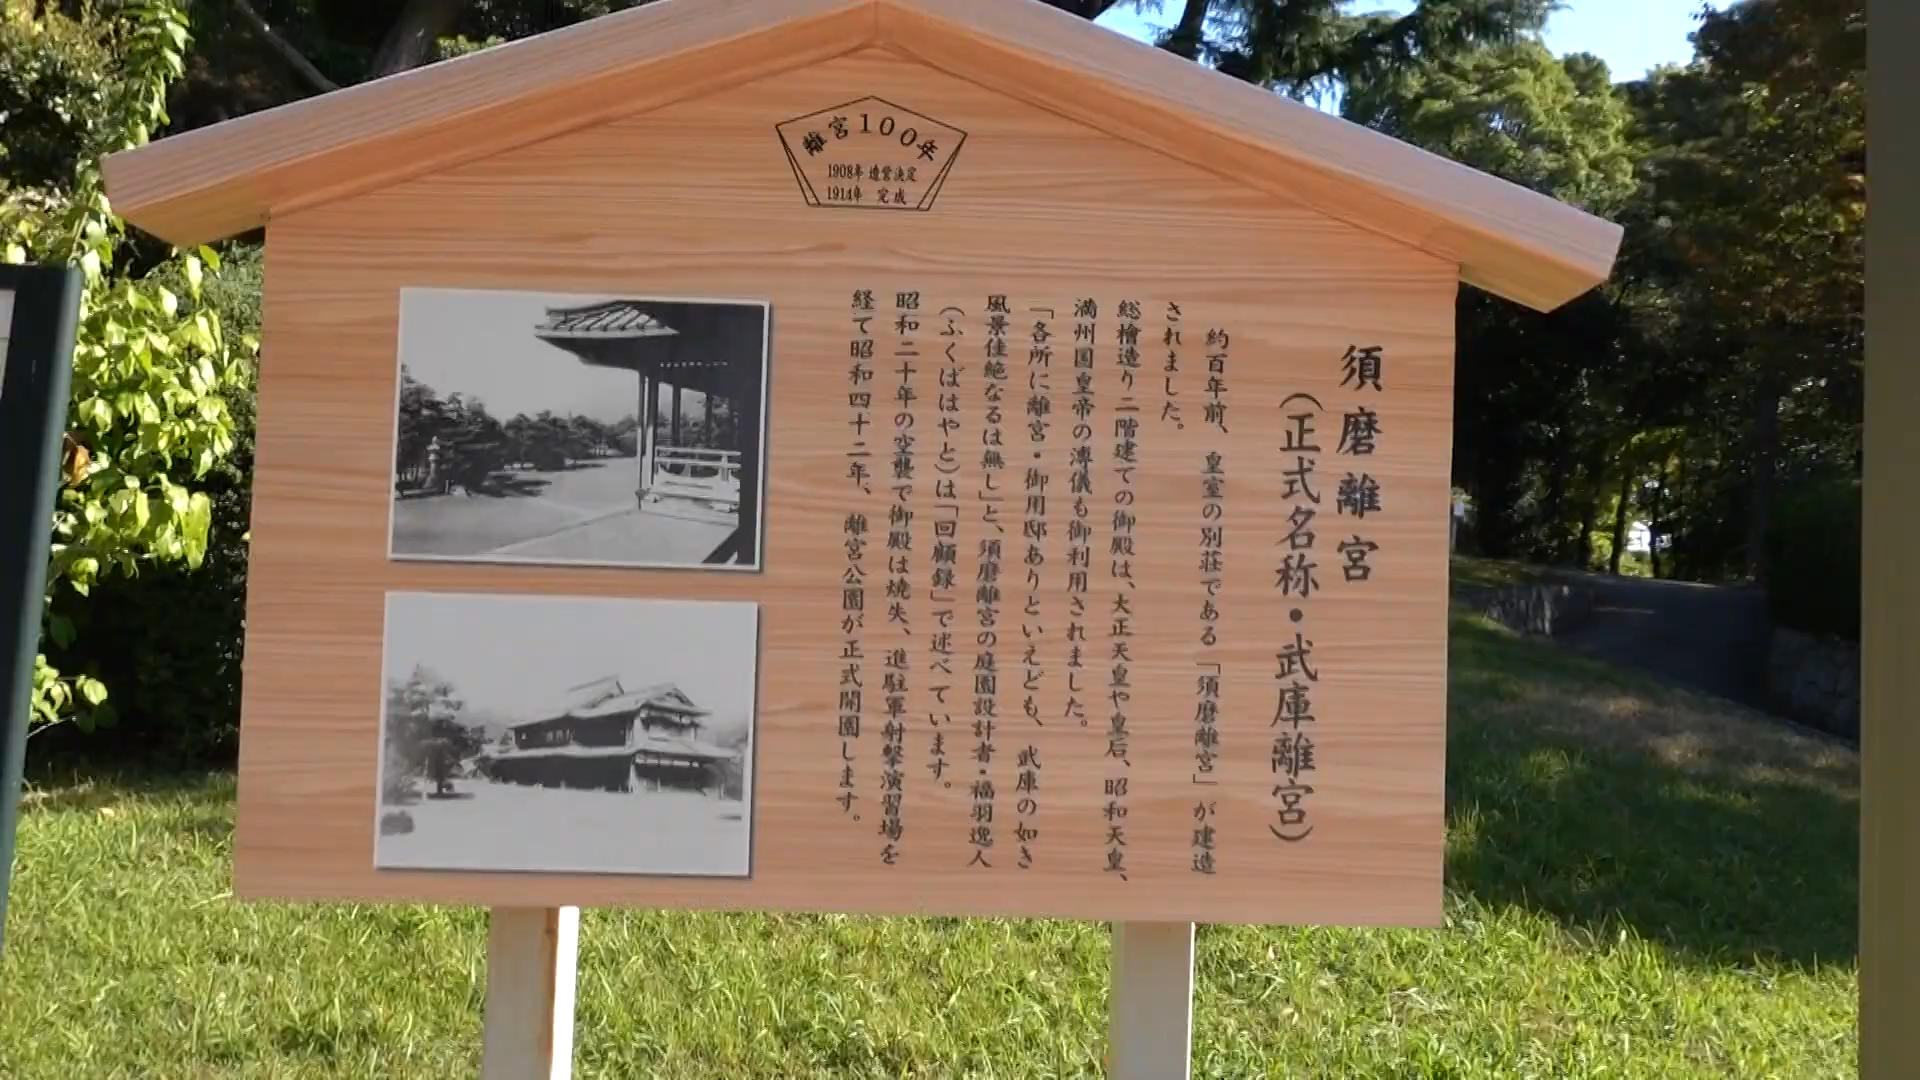 離宮100年
1908年 造営決定
1914年 完成
須磨離宮
（正式名称・武庫離宮）
約百年前、皇室の別荘である「須磨離宮」が建造
されました。
総檜造り二階建ての御殿は、大正天皇や皇后、昭和天皇、
満州国皇帝の溥儀も御利用されました。
「各所に離宮・御用邸ありといえども、武庫の如き
風景佳絶なるは無し」と、須磨離宮の庭園設計者・福羽逸人
（ふくばはやと）は「回顧録」で述べています。
昭和二十年の空襲で御殿は焼失、進駐軍射撃演習場を
経て昭和四十二年、離宮公園が正式開園します。